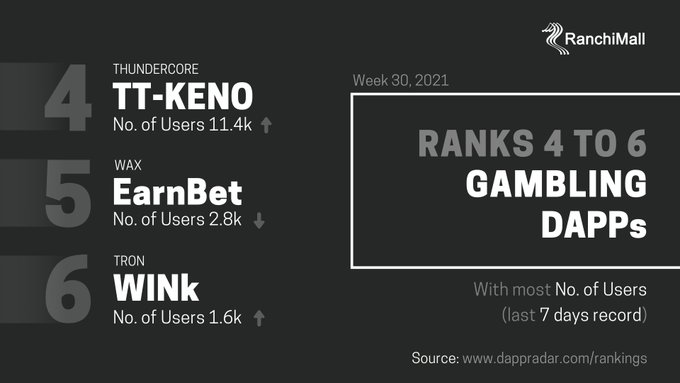 RanchiMall
4
THUNDERCORE
TT-KENO
No. of Users 11.4k
5
WAX
EarnBet
No. of Users 2.8k
6
TRON
WINk
No. of Users 1.6k
Week 30, 2021
RANKS 4 TO 6
GAMBLING
DAPPs
With most No. of Users
(last 7 days record)
Source: www.dappradar.com/rankings